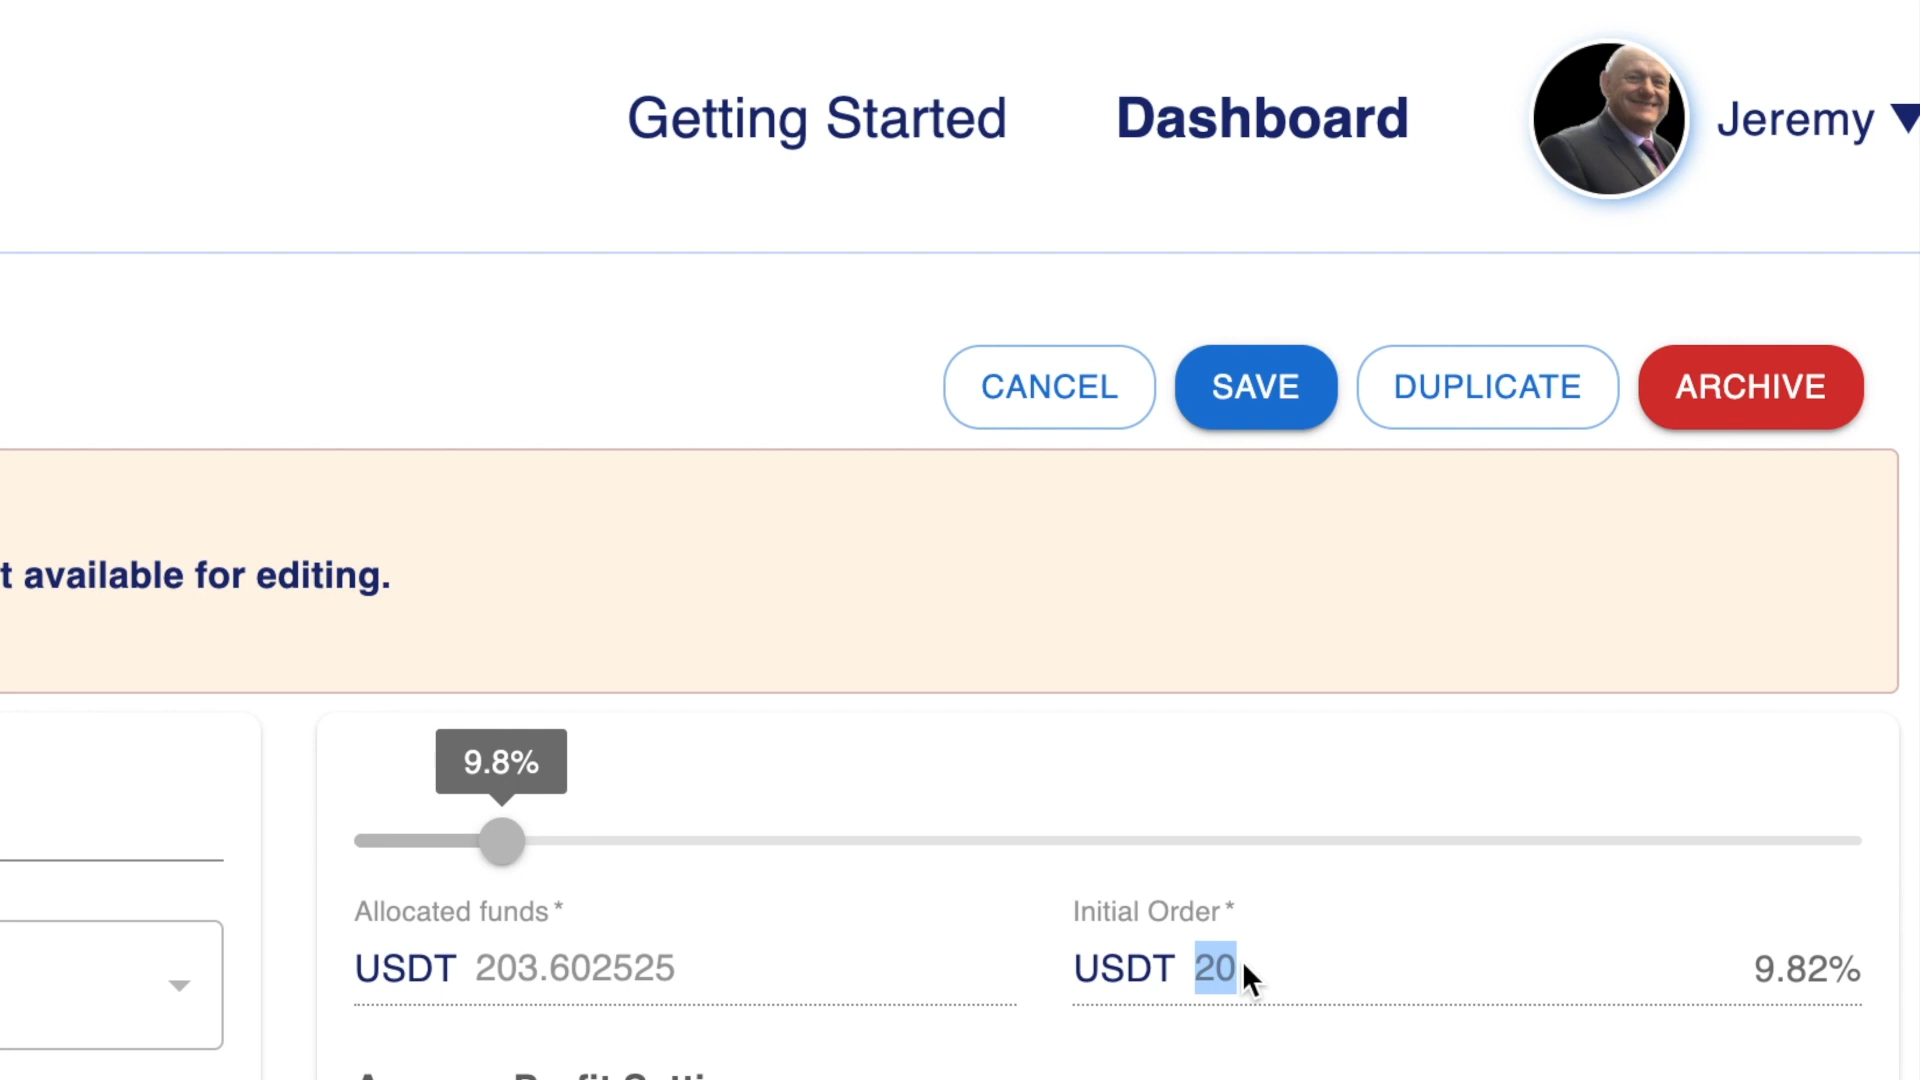 Getting Started Dashboard Jeremy
CANCEL SAVE DUPLICATE ARCHIVE
t available for editing.
9.8%
Allocated funds * Initial Order *
USDT 203.602525 USDT 20 9.82%